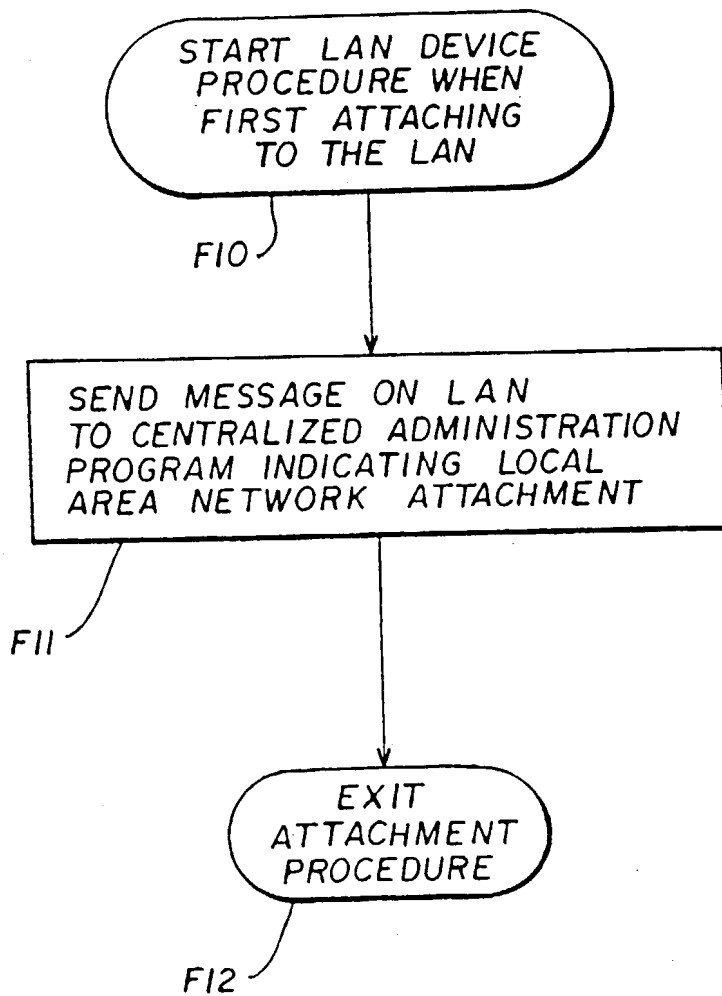 START LAN DEVICE
PROCEDURE WHEN
FIRST ATTACHING
TO THE LAN
F10
SEND MESSAGE ON LAN
TO CENTRALIZED ADMINISTRATION
PROGRAM INDICATING LOCAL
AREA NETWORK ATTACHMENT
F11
EXIT
ATTACHMENT
PROCEDURE
F12